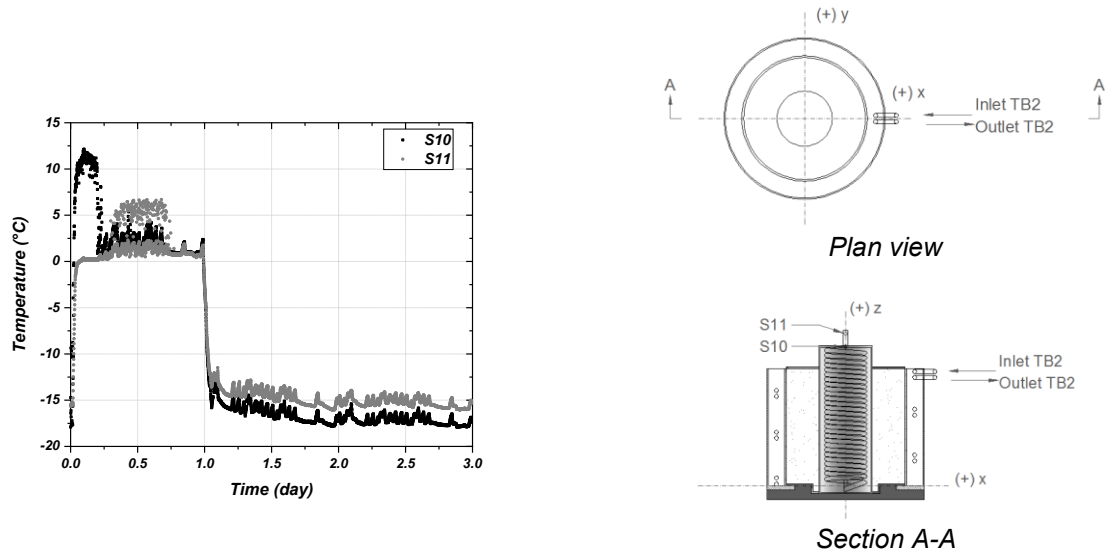 15
10
5
0
-5
-10
-15
-20
0.0 0.5 1.0 1.5 2.0 2.5 3.0
Temperature (°C)
Time (day)
S10
S11
(+) y
A
A
(+) x
Inlet TB2
Outlet TB2
Plan view
(+) z
S11
S10
Inlet TB2
Outlet TB2
(+) x
Section A-A